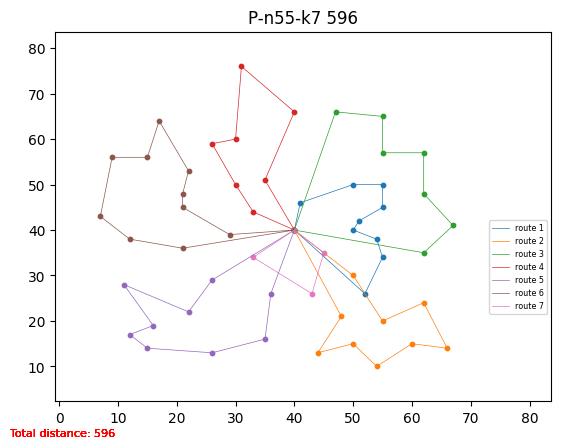 P-n55-k7 596
80
70
60
50
40
30
20
10
0 10 20 30 40 50 60 70 80
route 1
route 2
route 3
route 4
route 5
route 6
route 7
Total distance: 596